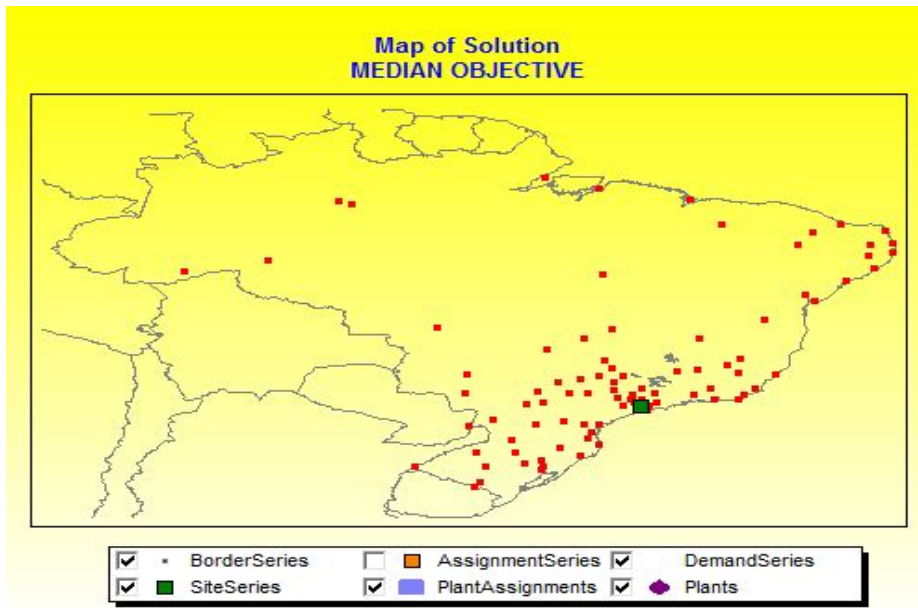 Map of Solution
MEDIAN OBJECTIVE
BorderSeries AssignmentSeries DemandSeries
SiteSeries PlantAssignments Plants